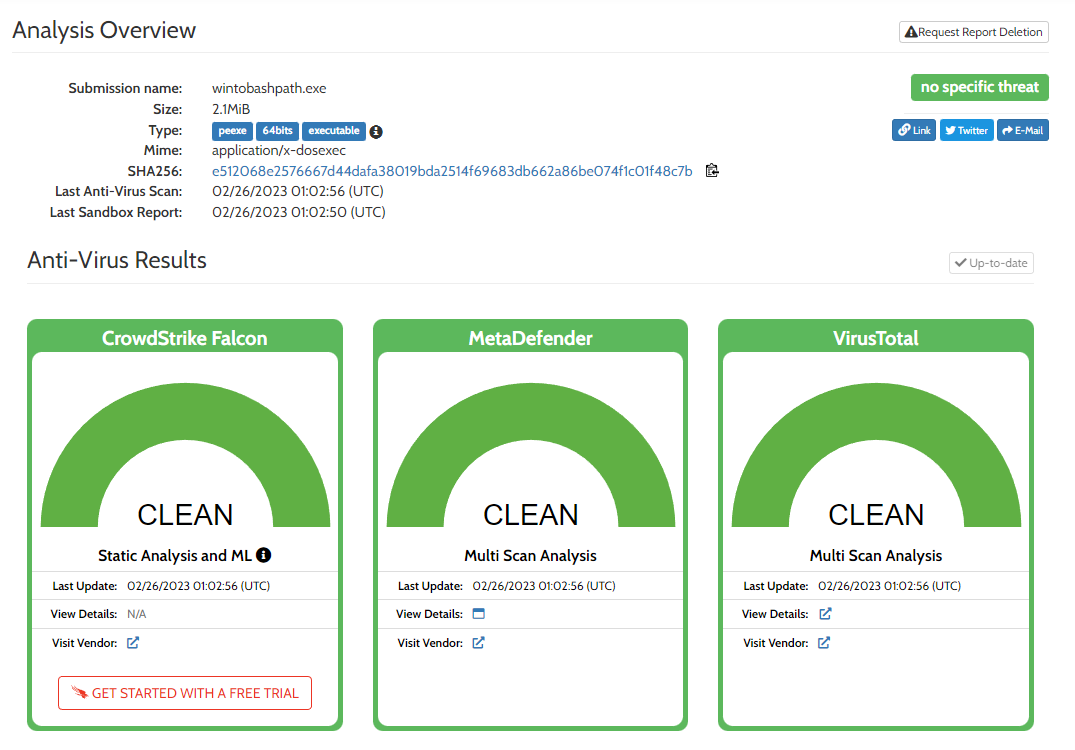 Analysis Overview
Request Report Deletion
Submission name: wintobashpath.exe
no specific threat
Size: 2.1MiB
Type: peexe 64bits executable
Link Twitter E-Mail
Mime: application/x-dosexec
SHA256: e512068e2576667d44dafa38019bda2514f69683db662a86be074f1c01f48c7b
Last Anti-Virus Scan: 02/26/2023 01:02:56 (UTC)
Last Sandbox Report: 02/26/2023 01:02:50 (UTC)
Anti-Virus Results
Up-to-date
CrowdStrike Falcon
CLEAN
Static Analysis and ML
Last Update: 02/26/2023 01:02:56 (UTC)
View Details: N/A
Visit Vendor:
GET STARTED WITH A FREE TRIAL
MetaDefender
CLEAN
Multi Scan Analysis
Last Update: 02/26/2023 01:02:56 (UTC)
View Details:
Visit Vendor:
VirusTotal
CLEAN
Multi Scan Analysis
Last Update: 02/26/2023 01:02:56 (UTC)
View Details:
Visit Vendor: